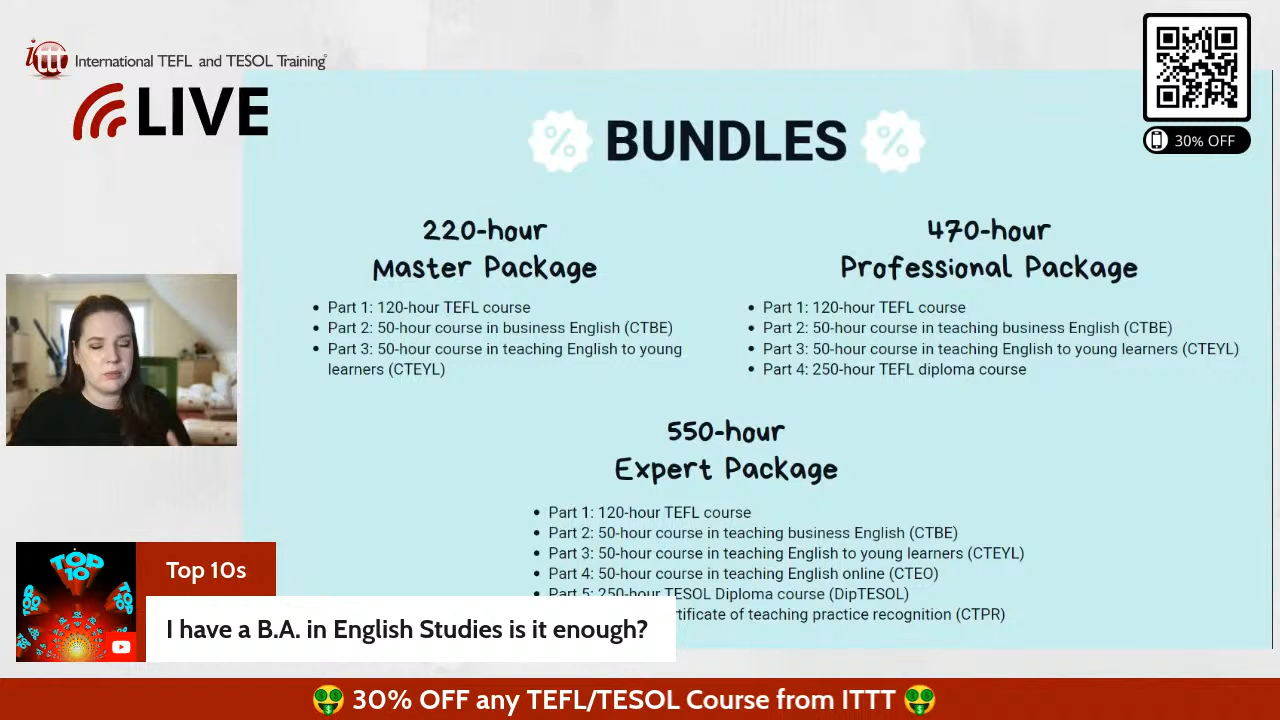 ittt International TEFL and TESOL Training
LIVE
30% OFF
% BUNDLES %
220-hour
Master Package
• Part 1: 120-hour TEFL course
• Part 2: 50-hour course in business English (CTBE)
• Part 3: 50-hour course in teaching English to young
learners (CTEYL)
470-hour
Professional Package
• Part 1: 120-hour TEFL course
• Part 2: 50-hour course in teaching business English (CTBE)
• Part 3: 50-hour course in teaching English to young learners (CTEYL)
• Part 4: 250-hour TEFL diploma course
550-hour
Expert Package
• Part 1: 120-hour TEFL course
• Part 2: 50-hour course in teaching business English (CTBE)
• Part 3: 50-hour course in teaching English to young learners (CTEYL)
• Part 4: 50-hour course in teaching English online (CTEO)
• Part 5: 250-hour TESOL Diploma course (DipTESOL)
of teaching practice recognition (CTPR)
TOP 10
Top 10s
I have a B.A. in English Studies is it enough?
30% OFF any TEFL/TESOL Course from ITTT